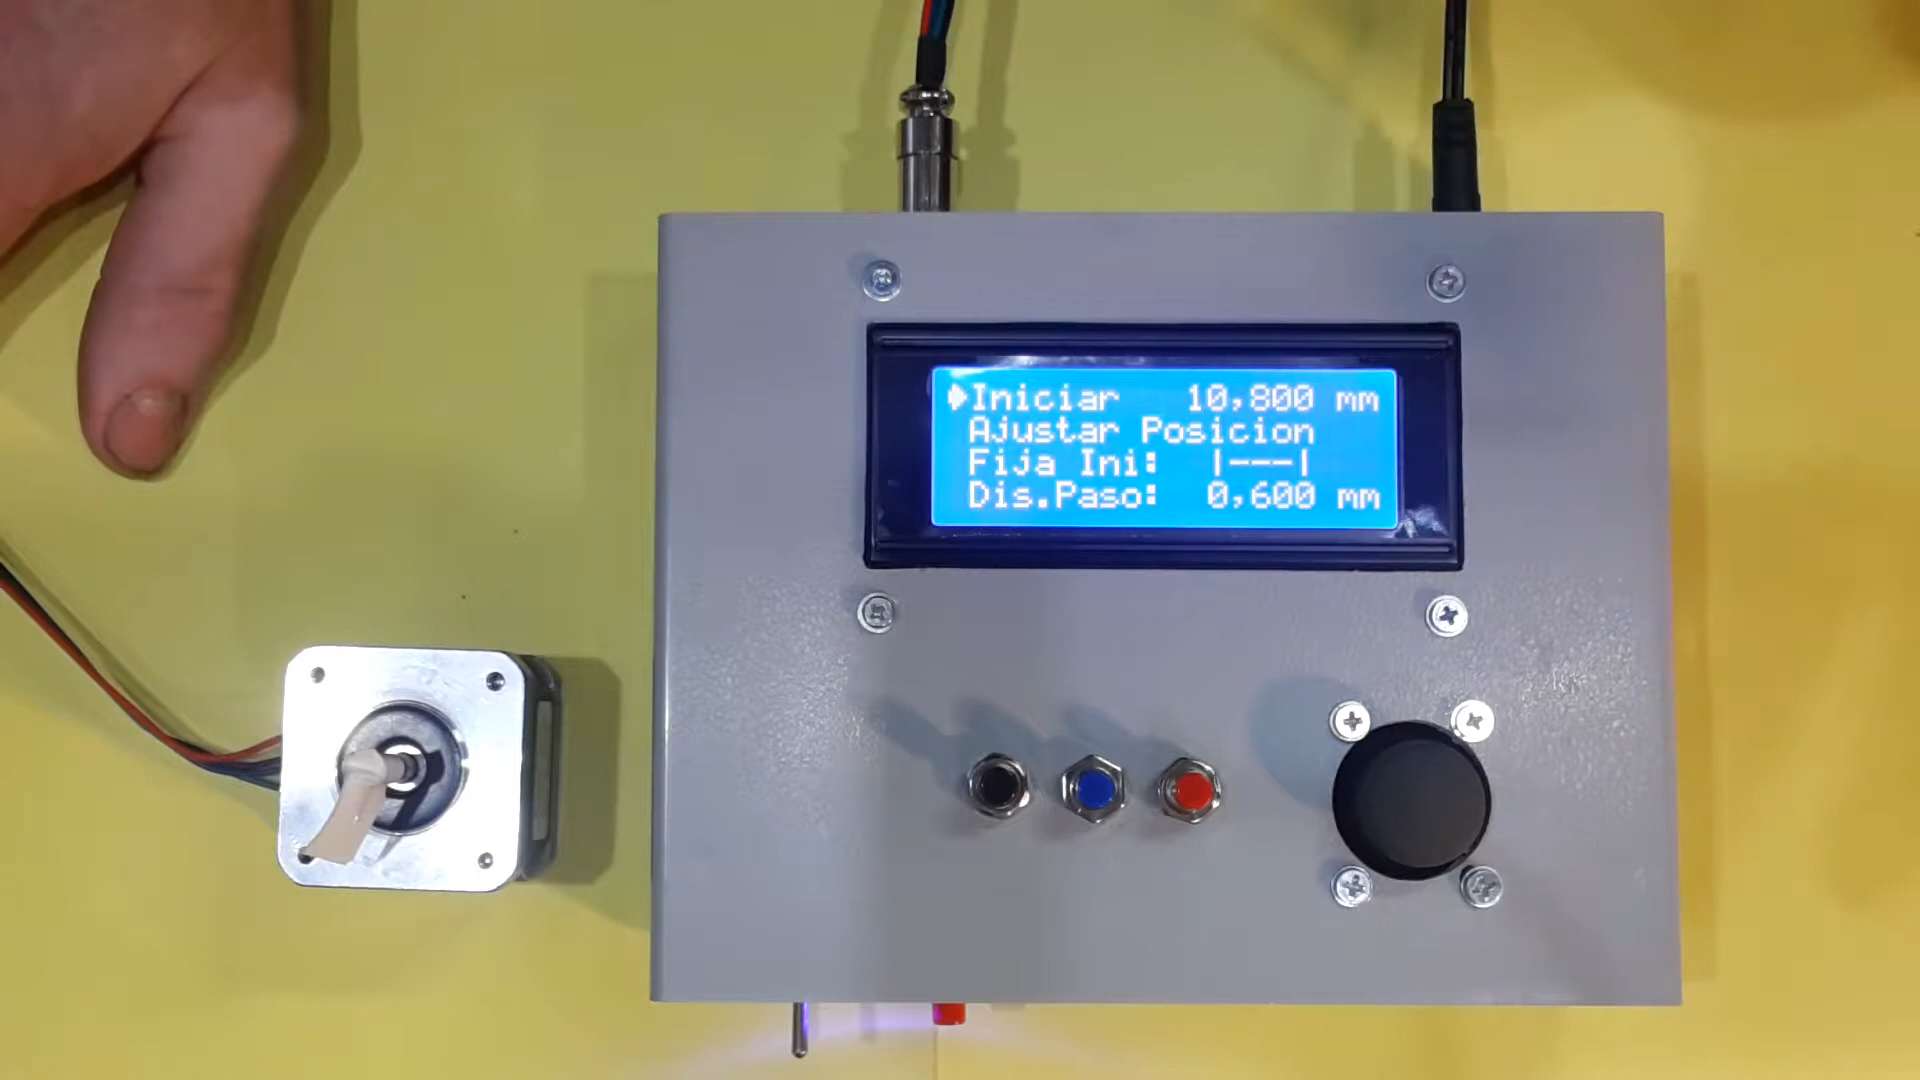 Iniciar 10,800 mm
Ajustar Posicion
Fija Ini: |---|
Dis.Paso: 0,600 mm